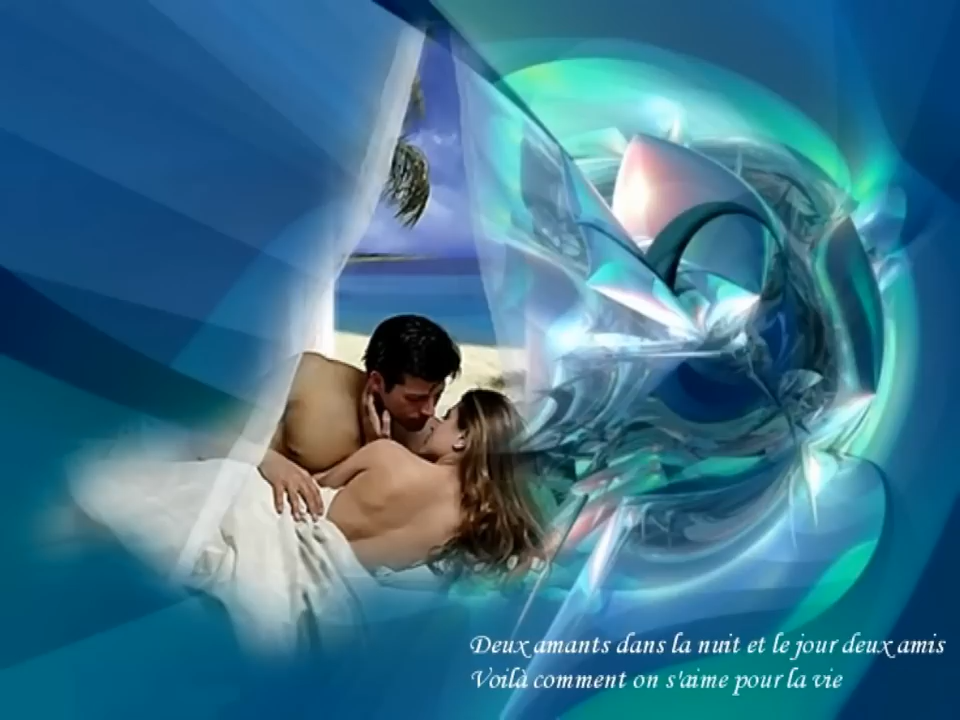 Deux amants dans la nuit et le jour deux amis
Voilà comment on s'aime pour la vie